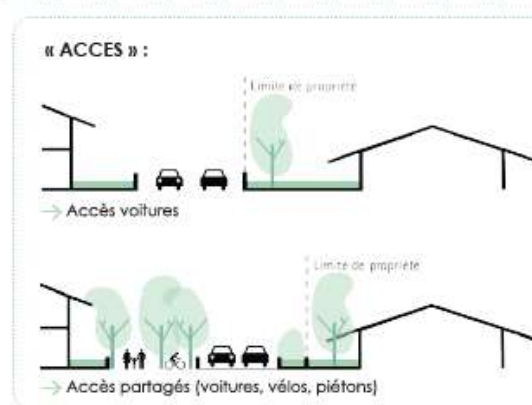 « ACCES » :
Limite de propriété
→ Accès voitures
Limite de propriété
→ Accès partagés (voitures, vélos, piétons)